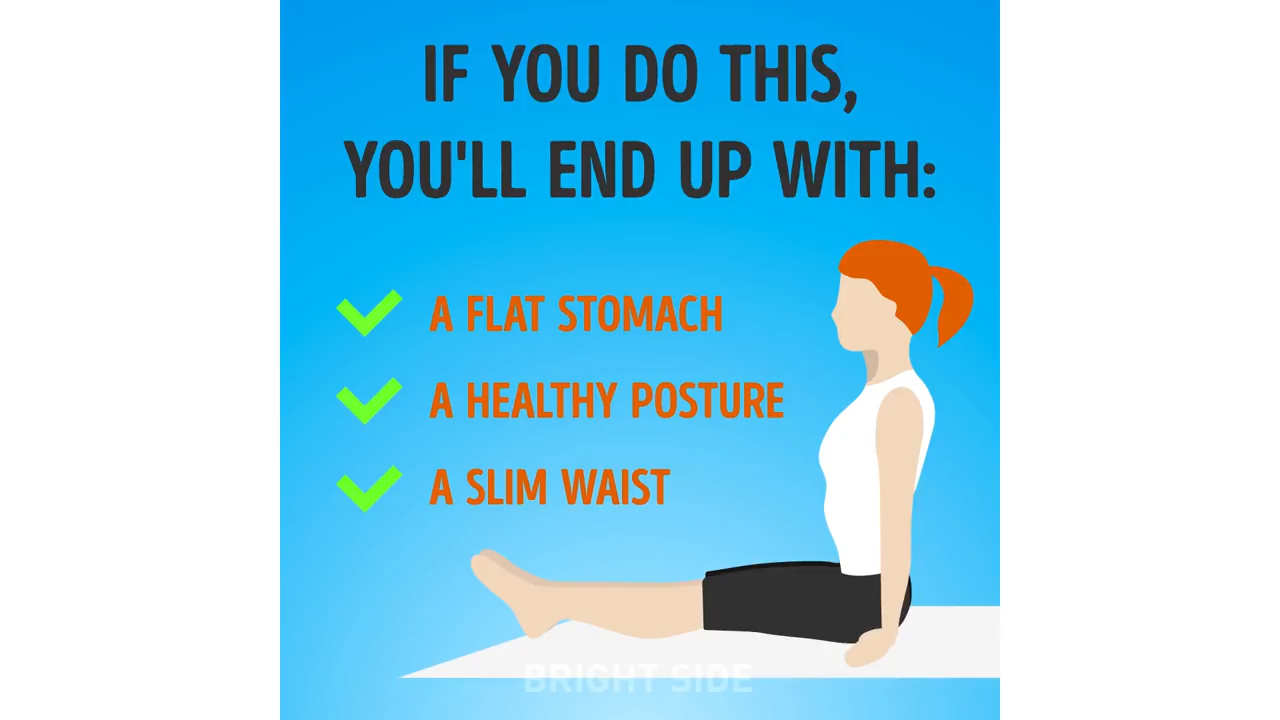 IF YOU DO THIS,
YOU'LL END UP WITH:
A FLAT STOMACH
A HEALTHY POSTURE
A SLIM WAIST
BRIGHT SIDE